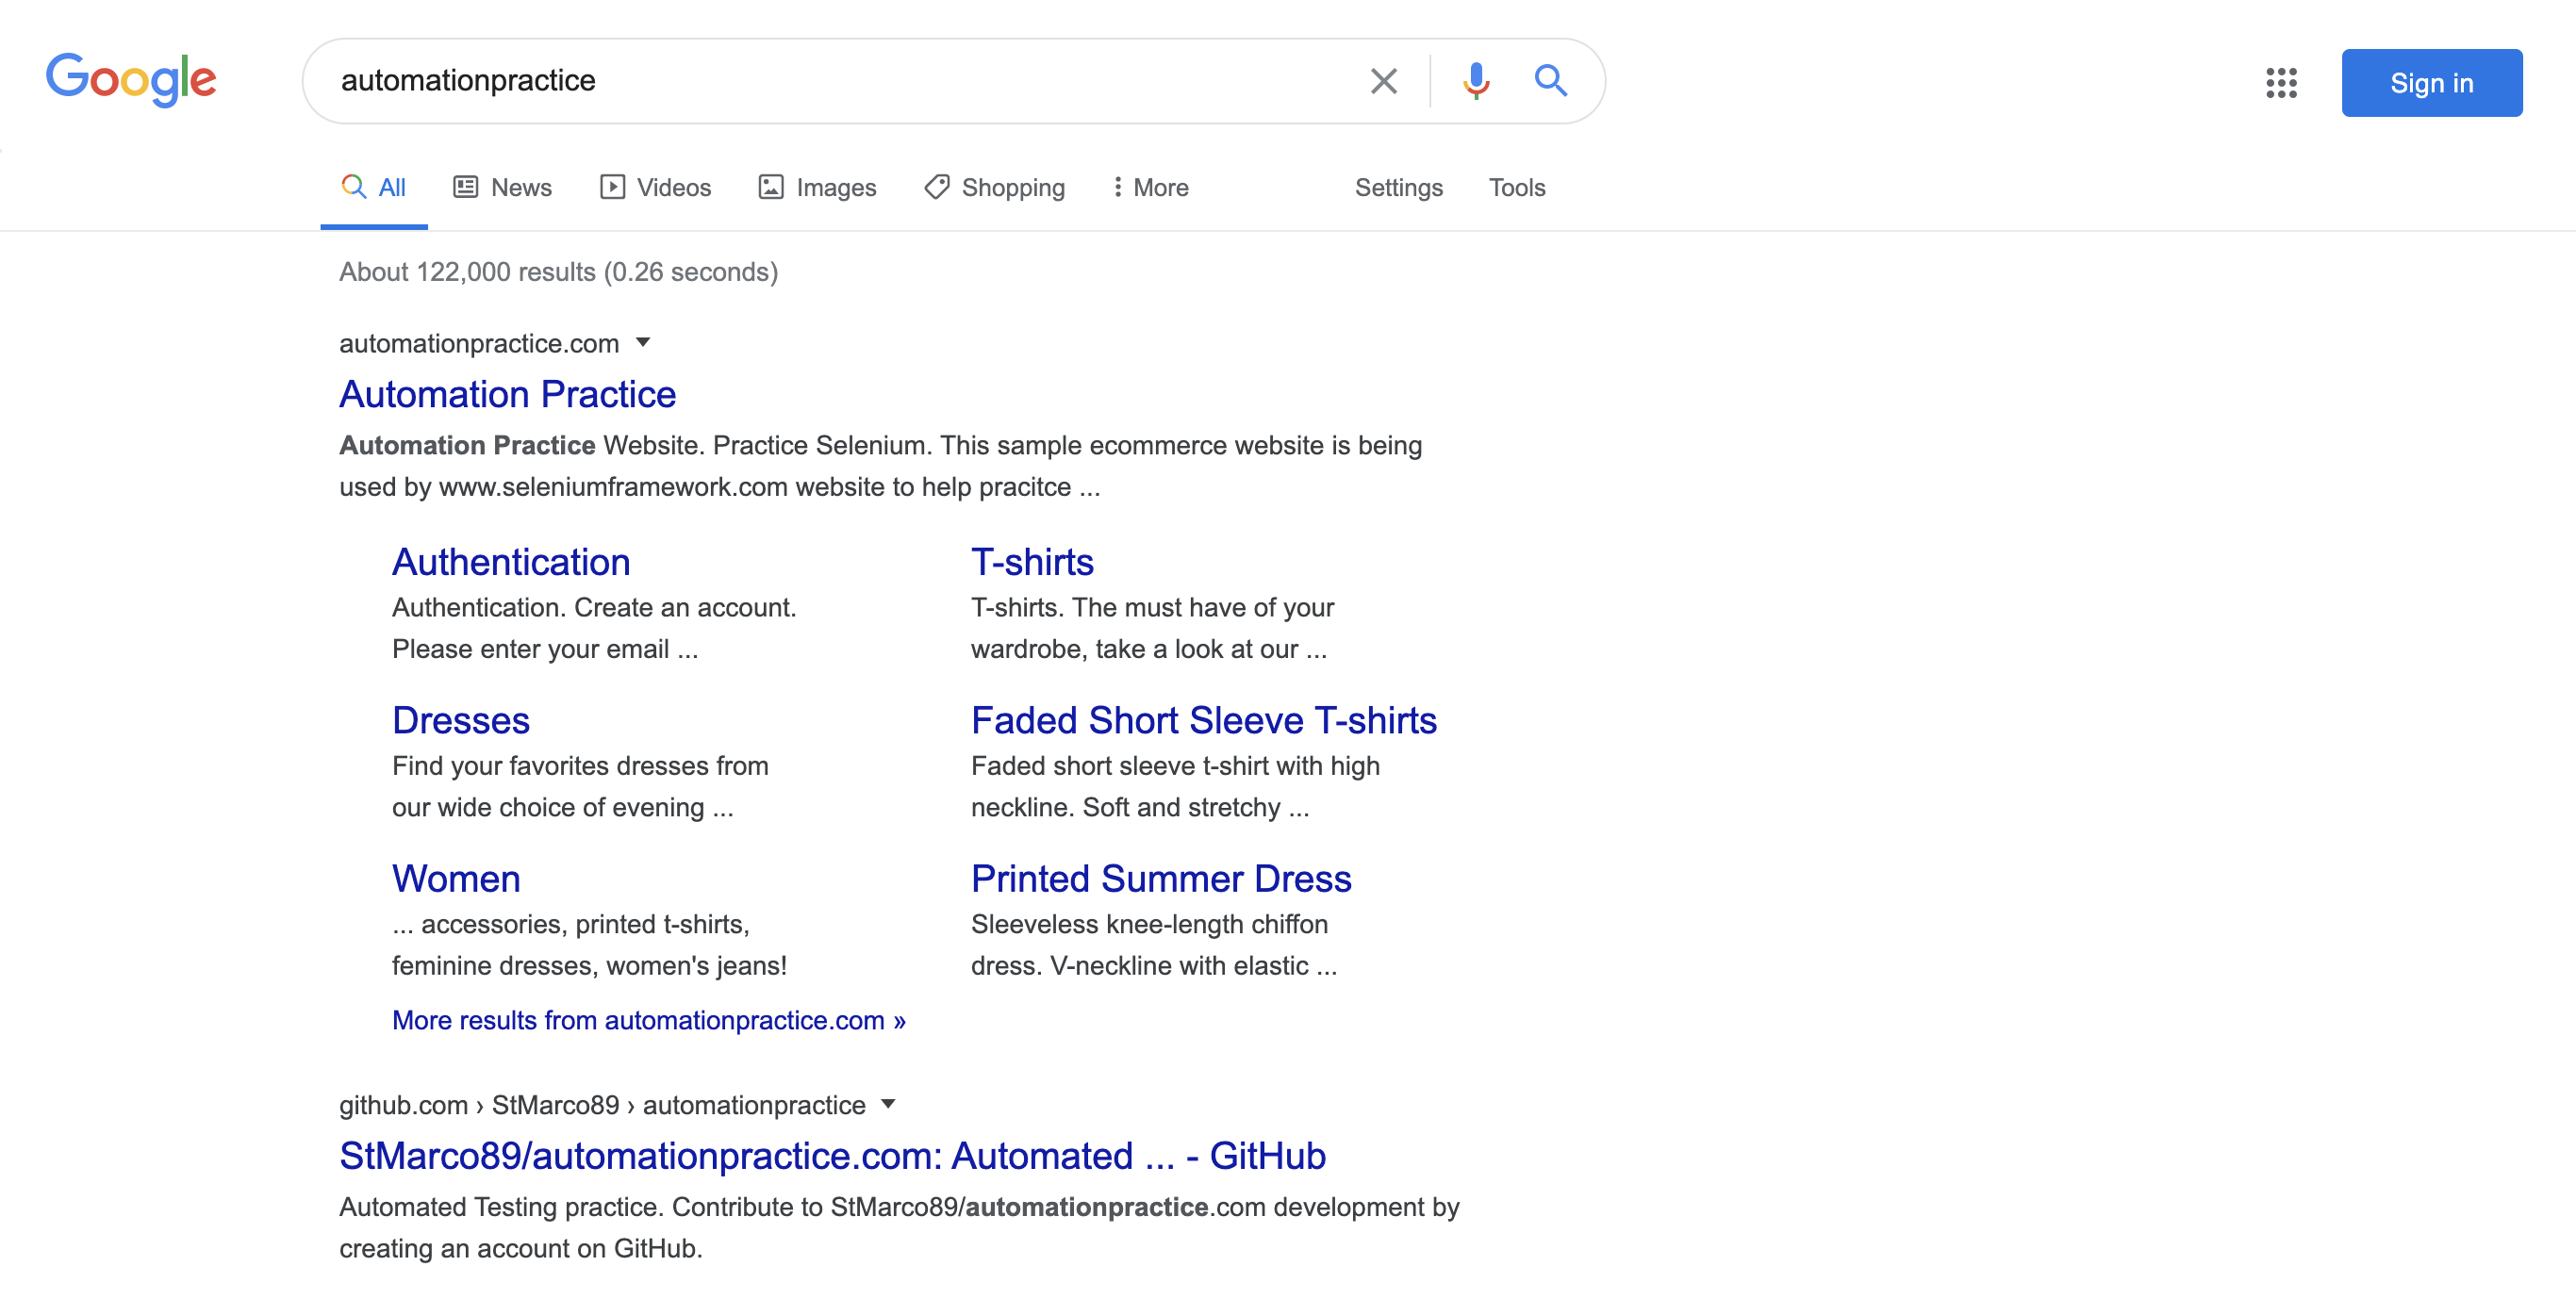 Google
automationpractice
Sign in
All
News
Videos
Images
Shopping
More
Settings
Tools
About 122,000 results (0.26 seconds)
automationpractice.com
Automation Practice
Automation Practice Website. Practice Selenium. This sample ecommerce website is being
used by www.seleniumframework.com website to help pracitce ...
Authentication
Authentication. Create an account.
Please enter your email ...
T-shirts
T-shirts. The must have of your
wardrobe, take a look at our ...
Dresses
Find your favorites dresses from
our wide choice of evening ...
Faded Short Sleeve T-shirts
Faded short sleeve t-shirt with high
neckline. Soft and stretchy ...
Women
... accessories, printed t-shirts,
feminine dresses, women's jeans!
Printed Summer Dress
Sleeveless knee-length chiffon
dress. V-neckline with elastic ...
More results from automationpractice.com »
github.com › StMarco89 › automationpractice
StMarco89/automationpractice.com: Automated ... - GitHub
Automated Testing practice. Contribute to StMarco89/automationpractice.com development by
creating an account on GitHub.